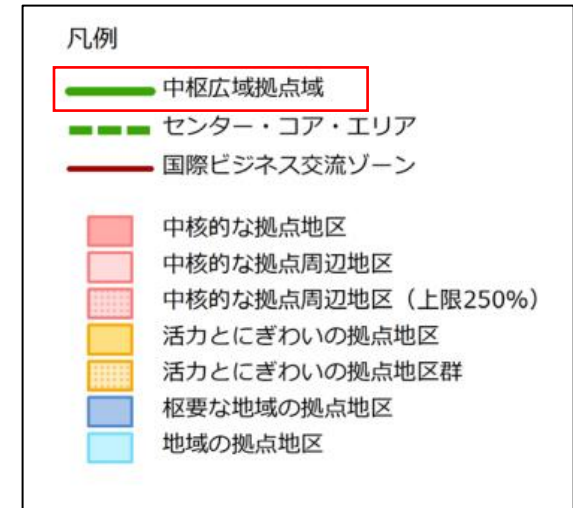 凡例
中枢広域拠点域
センター・コア・エリア
国際ビジネス交流ゾーン
中核的な拠点地区
中核的な拠点周辺地区
中核的な拠点周辺地区（上限250%）
活力とにぎわいの拠点地区
活力とにぎわいの拠点地区群
枢要な地域の拠点地区
地域の拠点地区